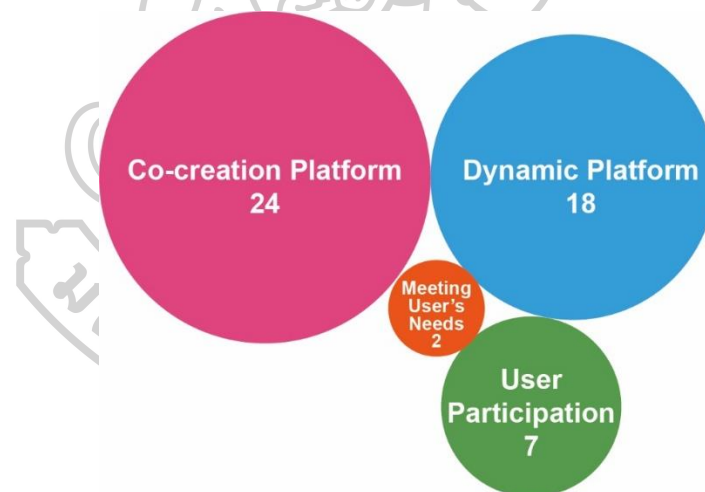 Co-creation Platform
24
Dynamic Platform
18
Meeting
User's
Needs
2
User
Participation
7